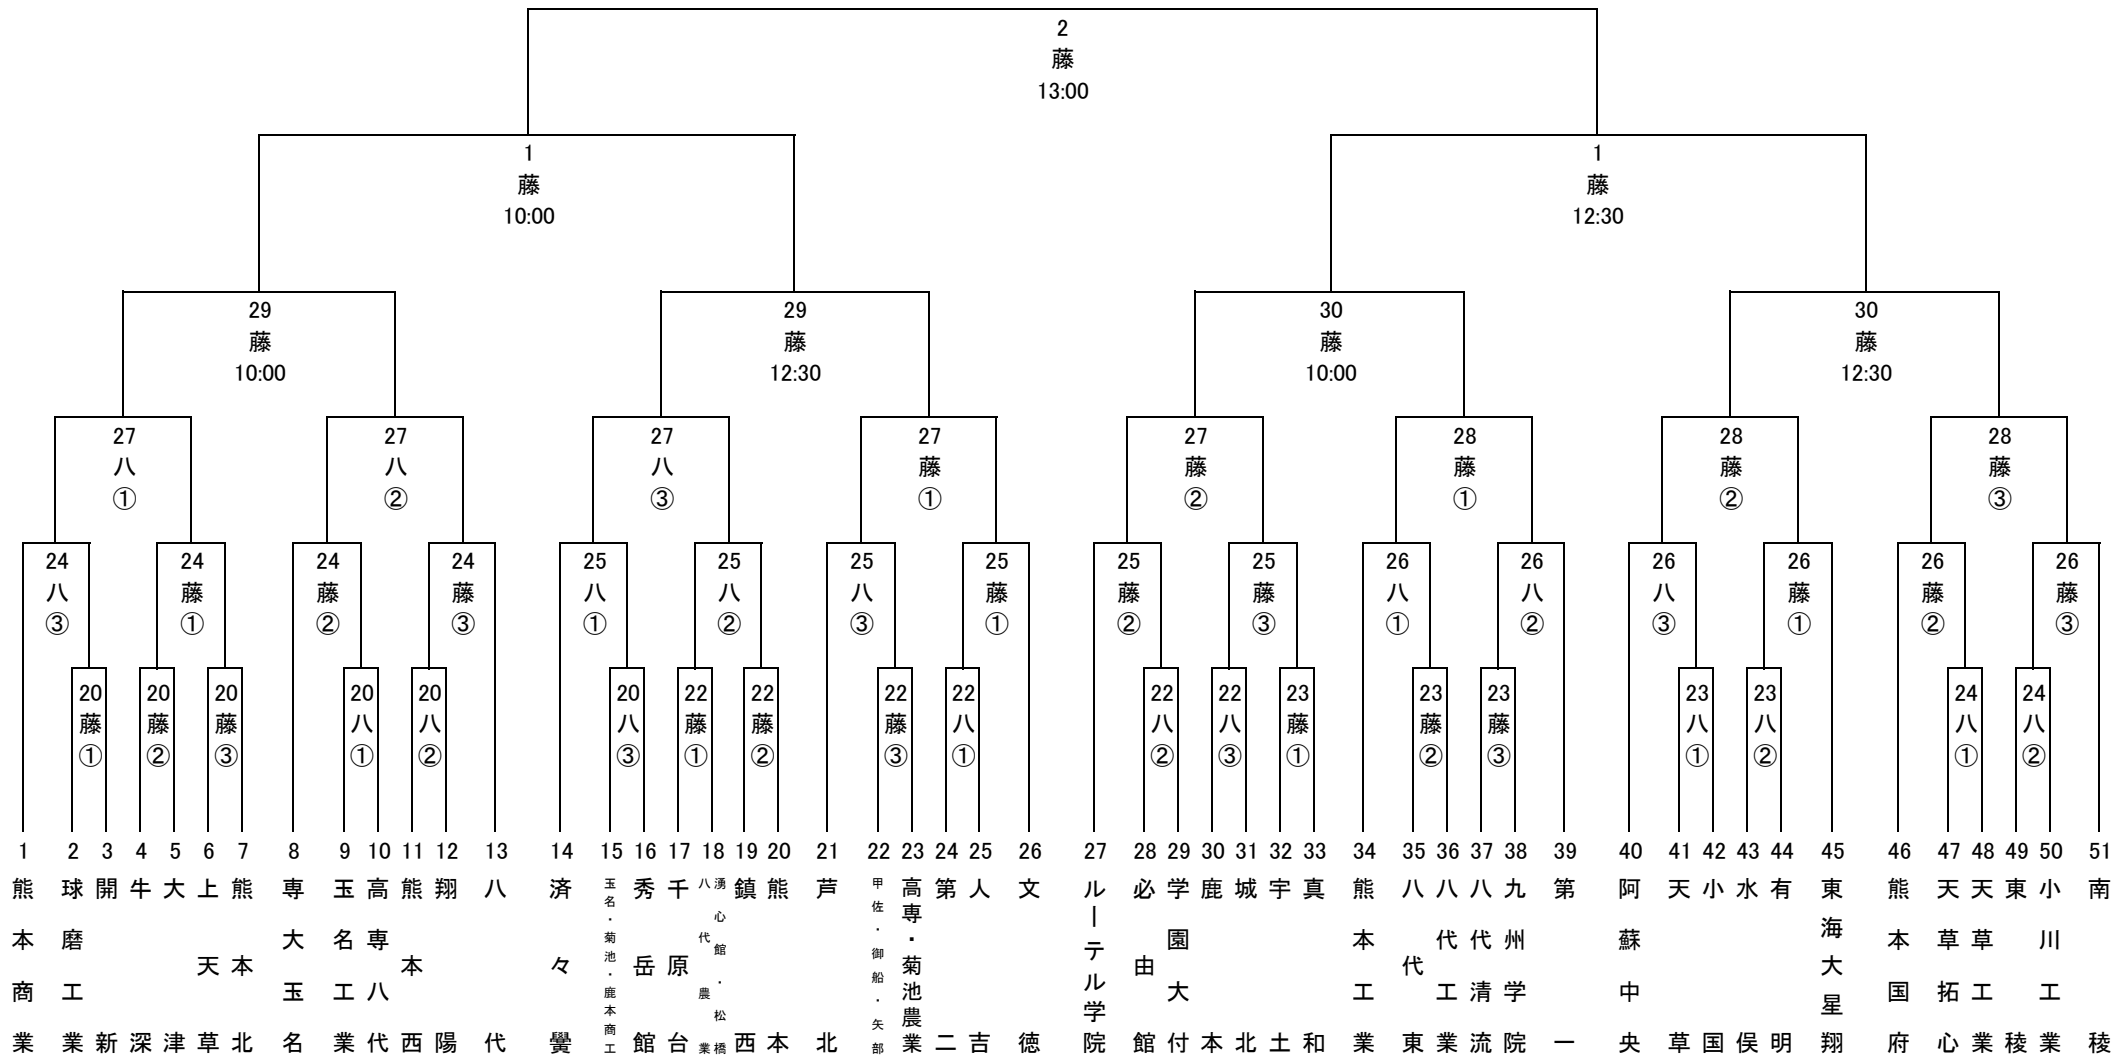 2
藤
13:00
1
藤
10:00
1
藤
12:30
29
藤
10:00
29
藤
12:30
30
藤
10:00
30
藤
12:30
27
八
①
27
八
②
27
八
③
27
藤
①
27
藤
②
28
藤
①
28
藤
②
28
藤
③
24
八
③
24
藤
①
24
藤
②
24
藤
③
25
八
①
25
八
②
25
八
③
25
藤
①
25
藤
②
25
藤
③
26
八
①
26
八
②
26
八
③
26
藤
①
26
藤
②
26
藤
③
20
藤
①
20
藤
②
20
藤
③
20
八
①
20
八
②
20
八
③
22
藤
①
22
藤
②
22
藤
③
22
八
①
22
八
②
22
八
③
23
藤
①
23
藤
②
23
藤
③
23
八
①
23
八
②
24
八
①
24
八
②
1
熊本商業
2
球磨工業
3
開新
4
牛深
5
大津
6
上天草
7
熊本北
8
専大玉名
9
玉名工業
10
高専八代
11
熊本西
12
翔陽
13
八代
14
済々黌
15
玉名・菊池・鹿本商工
16
秀岳館
17
千原台
18
湧心館・松橋
八代農業
19
鎮西
20
熊本
21
芦北
22
甲佐・御船・矢部
23
高専・菊池農業
24
第二
25
人吉
26
文徳
27
ルーテル学院
28
必由館
29
学園大付
30
鹿本
31
城北
32
宇土
33
真和
34
熊本工業
35
八代東
36
八代工業
37
八代清流
38
九州学院
39
第一
40
阿蘇中央
41
天草
42
小国
43
水俣
44
有明
45
東海大星翔
46
熊本国府
47
天草拓心
48
天草工業
49
東稜
50
小川工業
51
南稜